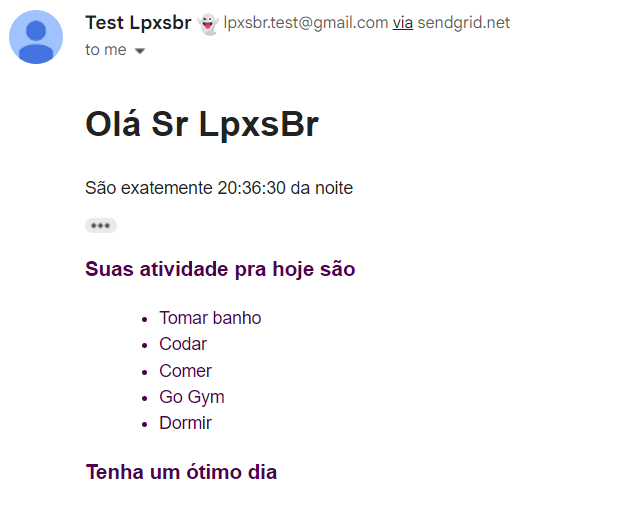 Test Lpxsbr 👻 lpxsbr.test@gmail.com via sendgrid.net
to me
Olá Sr LpxsBr
São exatemente 20:36:30 da noite
•••
Suas atividade pra hoje são
• Tomar banho
• Codar
• Comer
• Go Gym
• Dormir
Tenha um ótimo dia